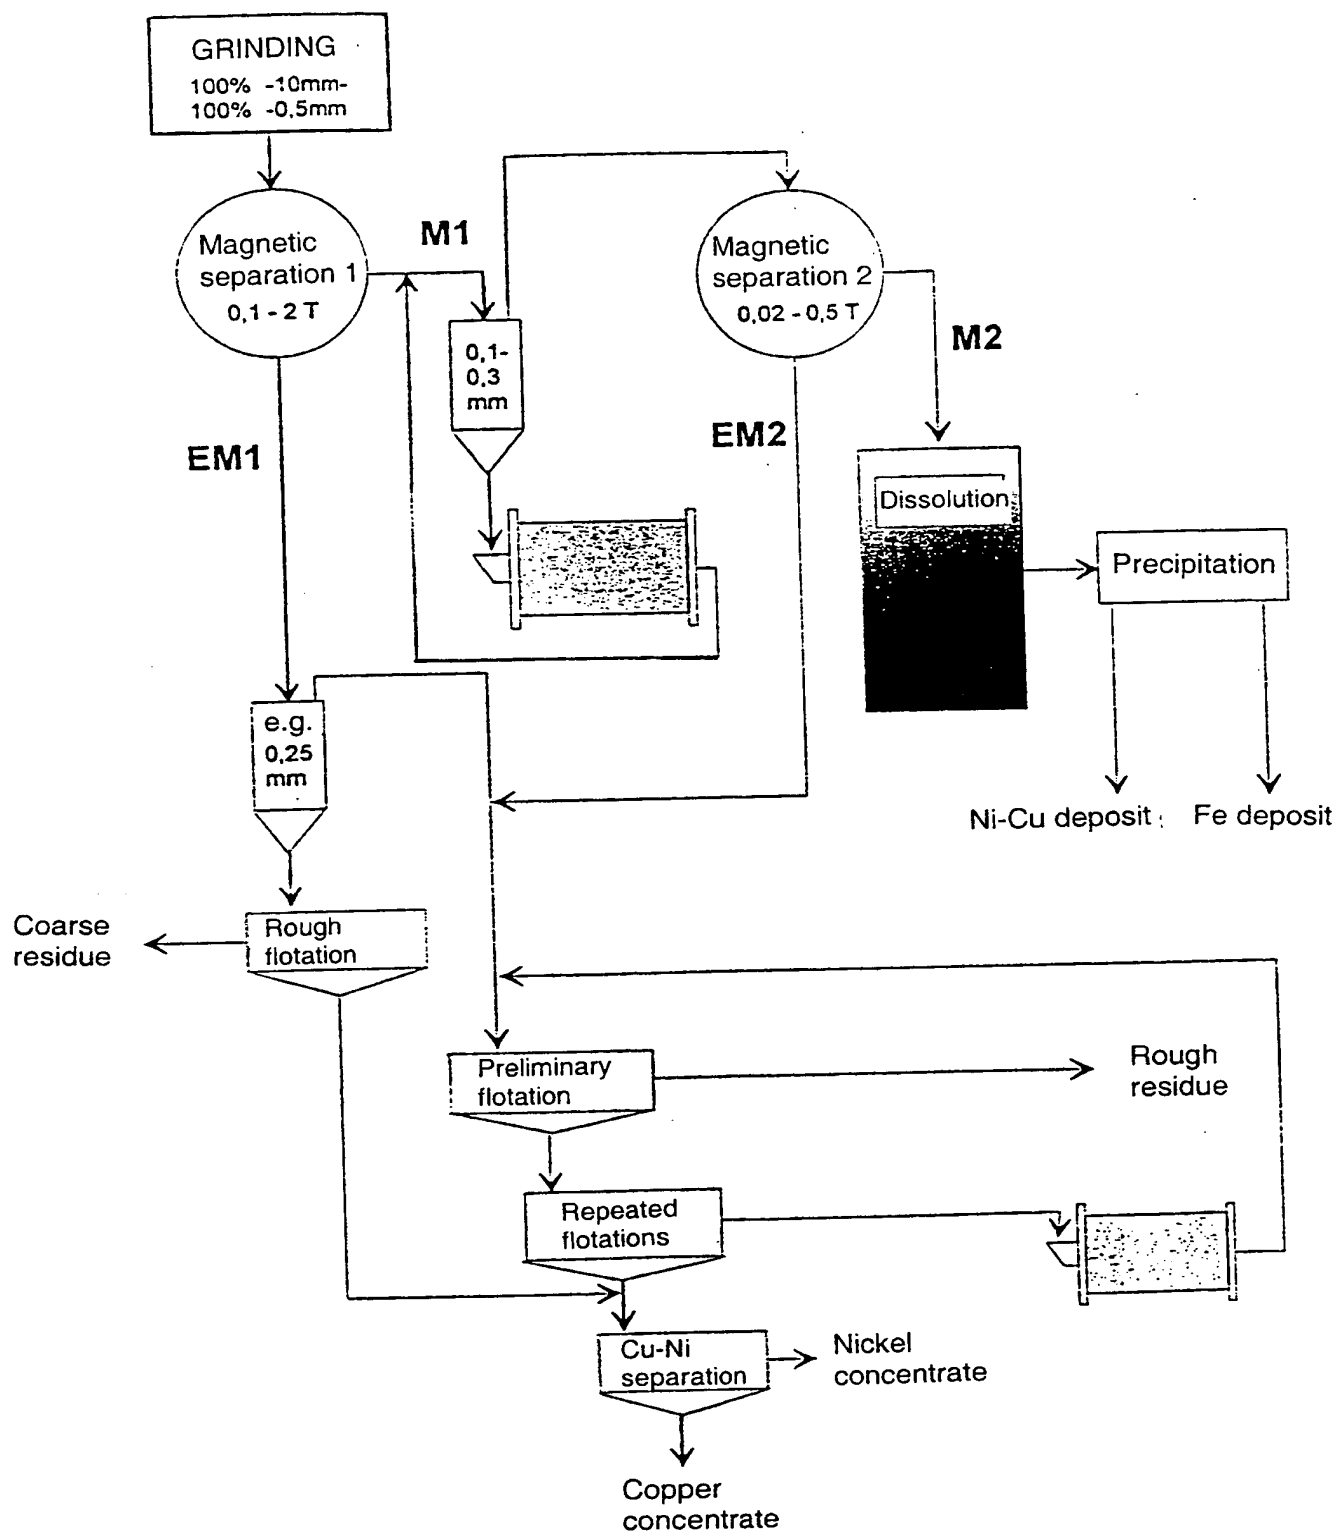 GRINDING
100% -10mm-
100% -0,5mm
Magnetic
separation 1
0,1 - 2 T
M1
Magnetic
separation 2
0,02 - 0,5 T
M2
0,1-
0,3
mm
EM1
EM2
Dissolution
Precipitation
e.g.
0,25
mm
Ni-Cu deposit
Fe deposit
Coarse
residue
Rough
flotation
Preliminary
flotation
Rough
residue
Repeated
flotations
Cu-Ni
separation
Nickel
concentrate
Copper
concentrate